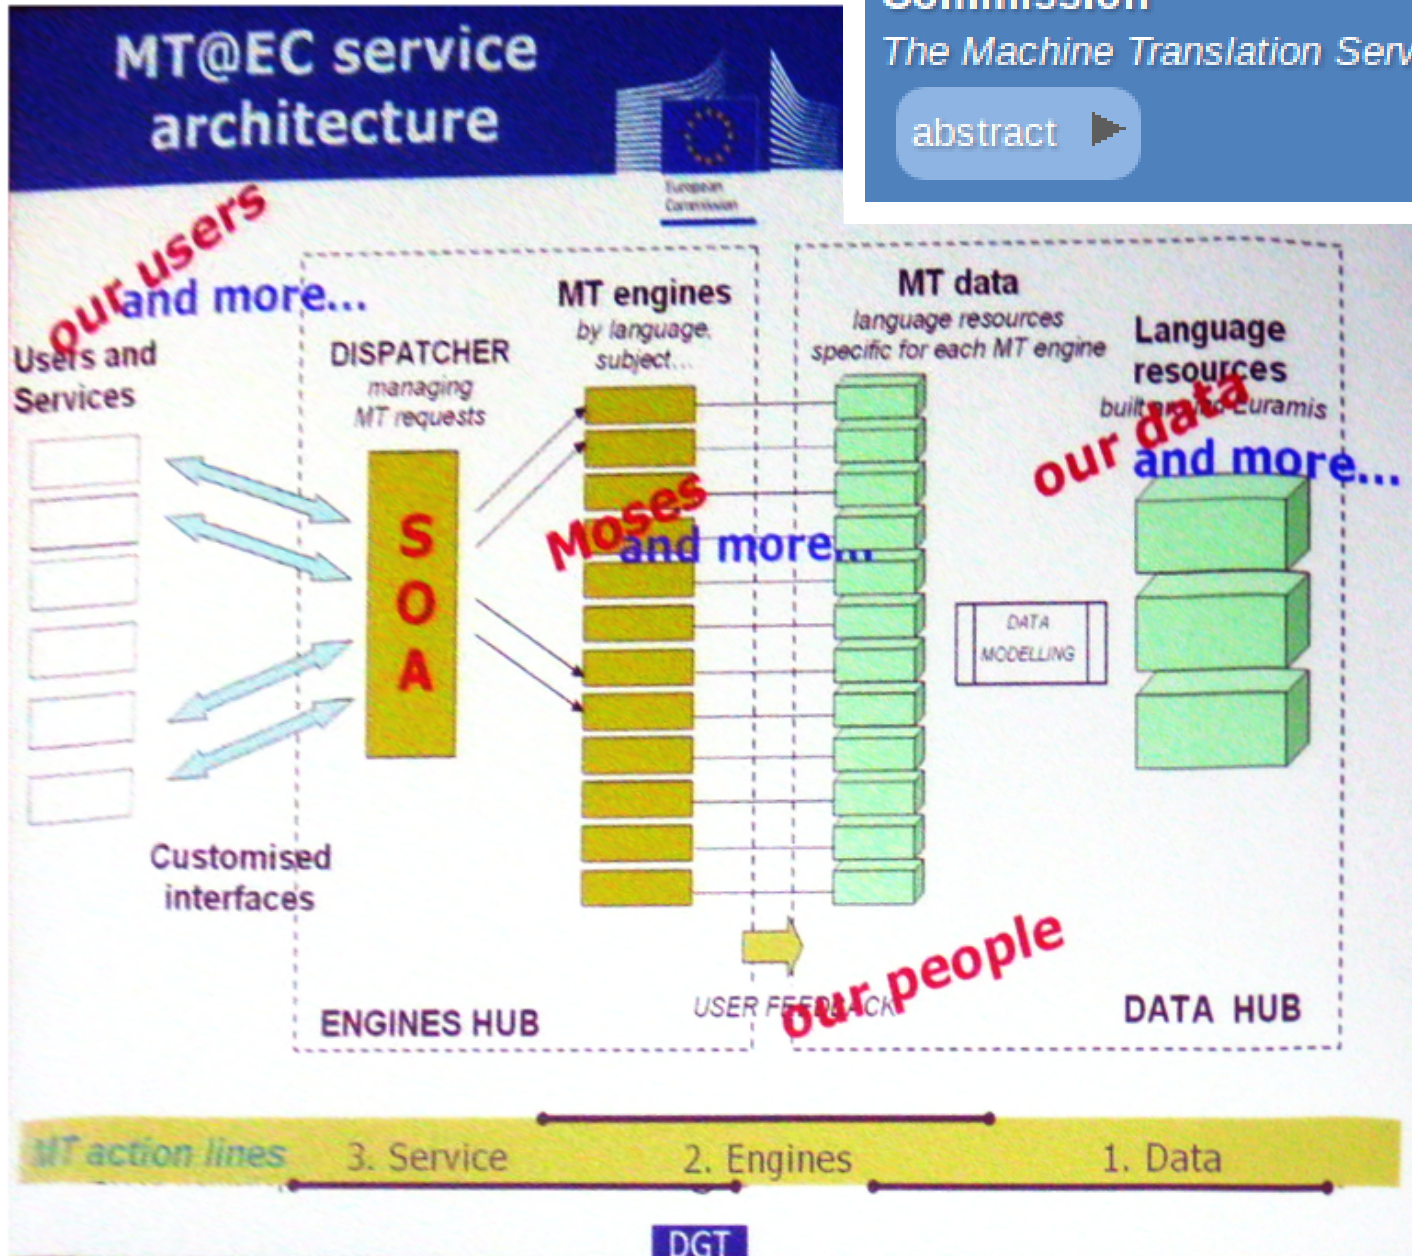 MT@EC service
architecture
European
Commission
Commission
The Machine Translation Serv
abstract
our users
and more...
Users and
Services
DISPATCHER
managing
MT requests
MT engines
by language,
subject...
MT data
language resources
specific for each MT engine
Language
resources
Euramis
our data
and more...
S
O
A
Moses
and more...
DATA
MODELLING
Customised
interfaces
our people
USER FEEDBACK
ENGINES HUB
DATA HUB
MT action lines
3. Service
2. Engines
1. Data
DGT